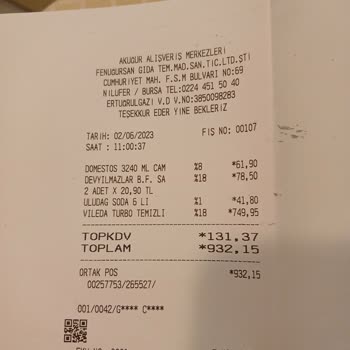 AKUĞUR ALIŞVERİŞ MERKEZLERİ
FENUGURSAN GIDA TEM.MAD.SAN.TİC.LTD.ŞTİ
CUMHURİYET MAH. F.S.M BULVARI NO:69
NİLÜFER / BURSA TEL:0224 451 50 40
ERTUĞRULGAZİ V.D V.NO:3850098283
TEŞEKKÜR EDER YİNE BEKLERİZ
TARİH: 02/06/2023 FİŞ NO: 00107
SAAT : 11:00:37
DOMESTOS 3240 ML CAM %8 *61,90
DEVYILMAZLAR B.F. SA %18 *78,50
2 ADET X 20,90 TL
ULUDAG SODA 6 LI %1 *41,80
VILEDA TURBO TEMIZLI %18 *749,95
TOPKDV *131,37
TOPLAM *932,15
ORTAK POS *932,15
00257753/265527/
001/0042/G**** C****